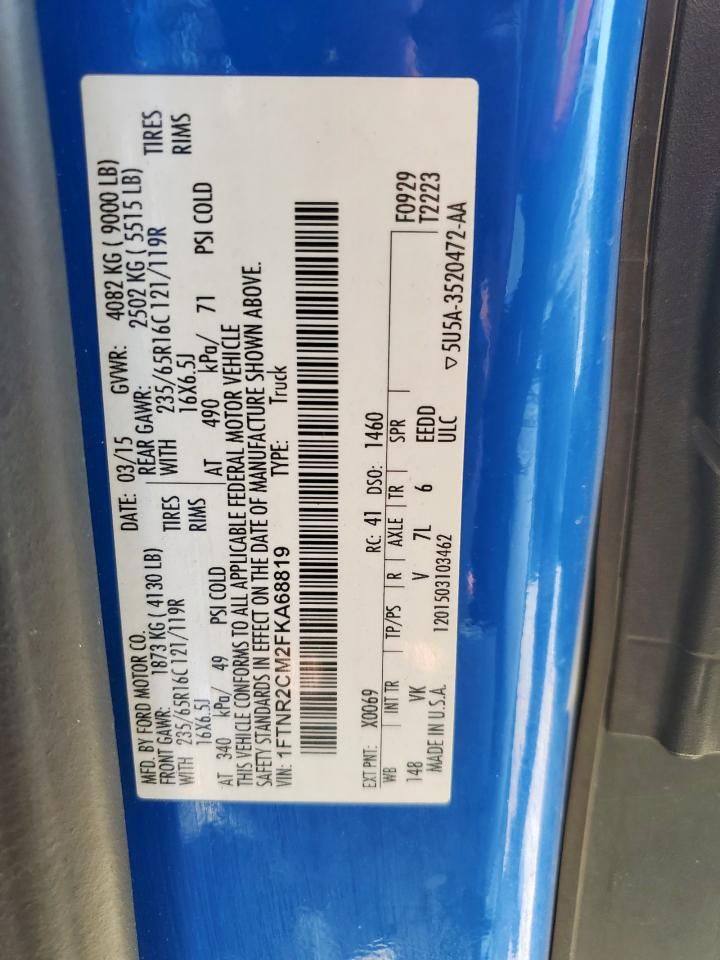 MFD. BY FORD MOTOR CO.
DATE: 03/15 GVWR: 4082 KG ( 9000 LB)
FRONT GAWR: 1873 KG ( 4130 LB) REAR GAWR: 2502 KG ( 5515 LB)
WITH 235/65R16C 121/119R TIRES WITH 235/65R16C 121/119R TIRES
16X6.5J RIMS 16X6.5J RIMS
AT 340 kPa/ 49 PSI COLD AT 490 kPa/ 71 PSI COLD
THIS VEHICLE CONFORMS TO ALL APPLICABLE FEDERAL MOTOR VEHICLE
SAFETY STANDARDS IN EFFECT ON THE DATE OF MANUFACTURE SHOWN ABOVE.
VIN: 1FTNR2CM2FKA68819 TYPE: Truck
EXT PNT: X0069 RC: 41 DSO: 1460 F0929
WB INT TR TP/PS R AXLE TR SPR T2223
148 VK V 7L 6 EEDD
MADE IN U.S.A. 1201503103462 ULC ▽5U5A-3520472-AA